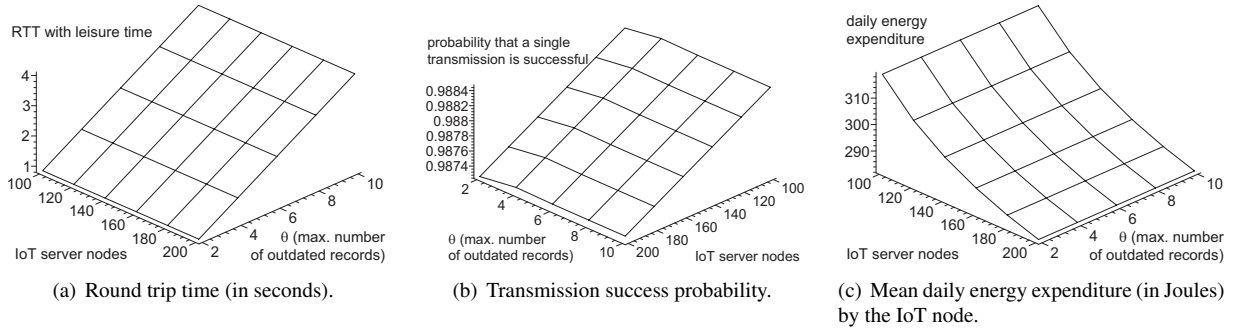 RTT with leisure time
4
3
2
1
100
120
140
160
180
200
IoT server nodes
2
4
6
8
10
θ (max. number
of outdated records)
(a) Round trip time (in seconds).
probability that a single
transmission is successful
0.9884
0.9882
0.988
0.9878
0.9876
0.9874
2
4
6
8
10
θ (max. number
of outdated records)
200
180
160
140
120
100
IoT server nodes
(b) Transmission success probability.
daily energy
expenditure
310
300
290
100
120
140
160
180
200
IoT server nodes
2
4
6
8
10
θ (max. number
of outdated records)
(c) Mean daily energy expenditure (in Joules)
by the IoT node.